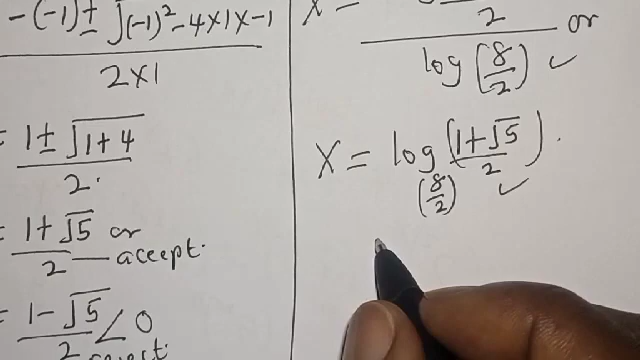 -(-1) ± √(-1)² - 4×1×-1
2×1
= 1 ± √1+4
2.
= 1+√5 or
2 — accept.
= 1-√5 < 0
2
X =
2 or
log (8/2) ✓
X = log (1+√5/2).
(8/2) ✓